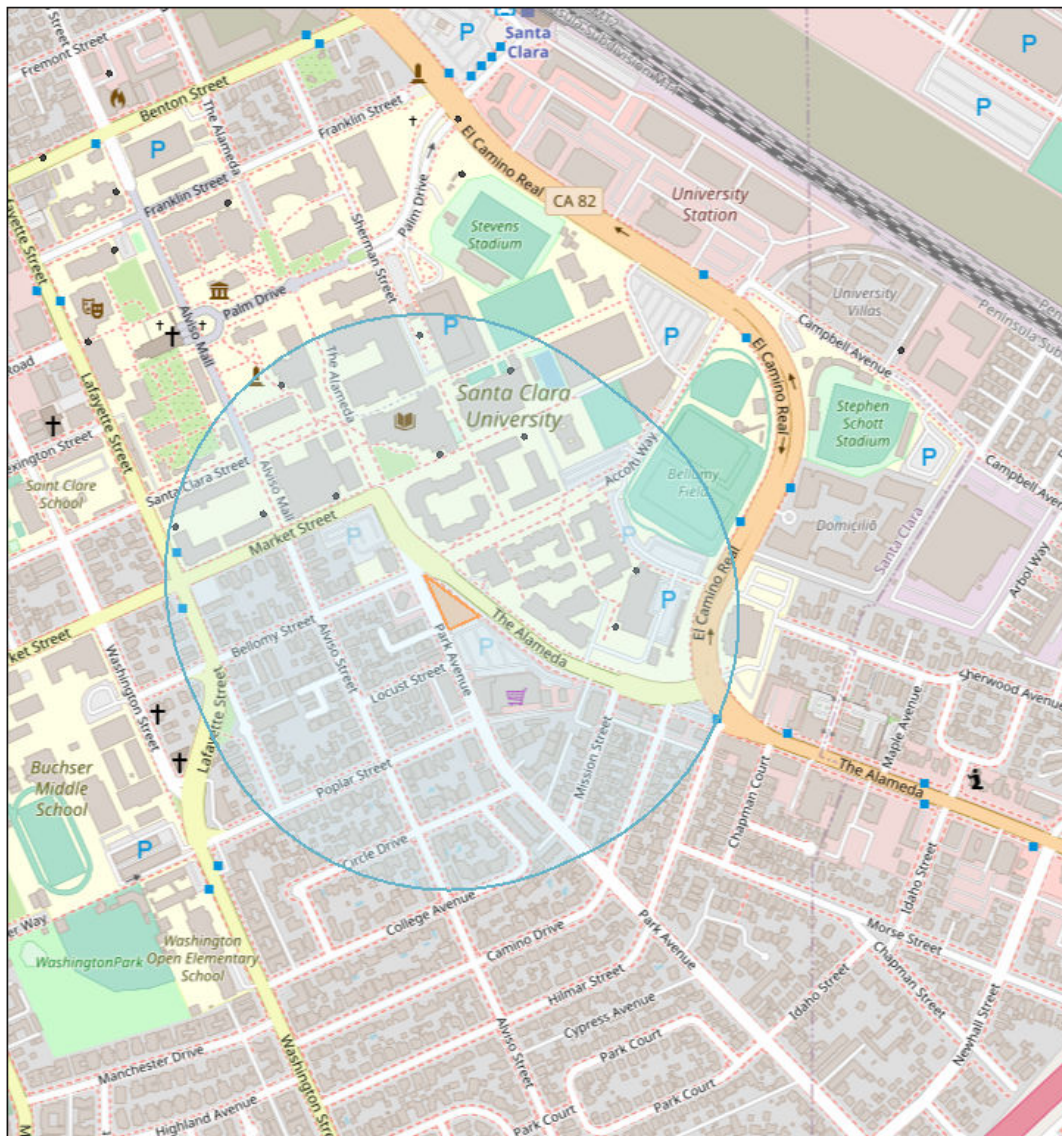 Street
Fremont Street
Benton Street
The Alameda
Franklin Street
Santa
Clara
P
P
P
P
El Camino Real
CA 82
University
Station
Franklin Street
Palm Drive
Sherman Street
Stevens
Stadium
Lafayette Street
Palm Drive
Alviso Mall
University
Villas
Peninsula Sub
Campbell Avenue
P
P
El Camino Real
Road
The Alameda
Santa Clara
University
Stephen
Schott
Stadium
P
Lafayette Street
Lexington Street
Saint Clare
School
Santa Clara Street
Alviso Mall
Accolti Way
Bellomy
Field
Campbell Avenue
Market Street
P
P
Domicilio
Santa Clara
Arbol Way
Market Street
P
El Camino Real
Bellomy Street
Park Avenue
The Alameda
P
Washington Street
Alviso Street
Locust Street
Sherwood Avenue
Maple Avenue
Lafayette Street
Mission Street
Buchser
Middle
School
Poplar Street
The Alameda
Chapman Court
P
Circle Drive
Idaho Street
College Avenue
Park Avenue
Morse Street
Camino Drive
Washington
Open Elementary
School
WashingtonPark
Chapman Street
Hilmar Street
Idaho Street
Cypress Avenue
Newhall Street
Alviso Street
Park Court
Washington Street
Manchester Drive
Park Court
Highland Avenue
Park Court